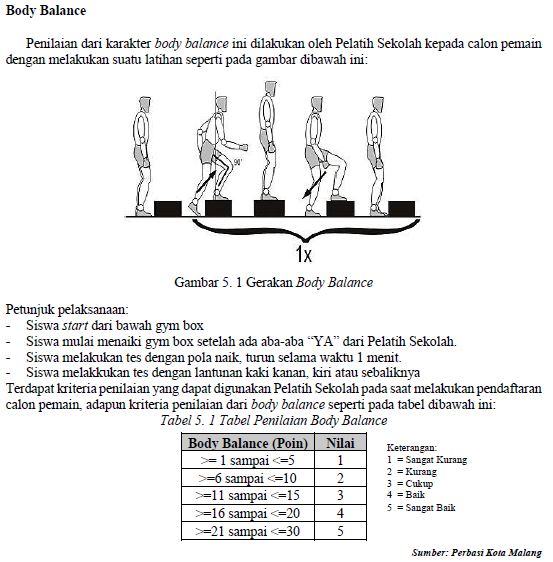 Body Balance
Penilaian dari karakter body balance ini dilakukan oleh Pelatih Sekolah kepada calon pemain
dengan melakukan suatu latihan seperti pada gambar dibawah ini:
90°
1x
Gambar 5. 1 Gerakan Body Balance
Petunjuk pelaksanaan:
- Siswa start dari bawah gym box
- Siswa mulai menaiki gym box setelah ada aba-aba “YA” dari Pelatih Sekolah.
- Siswa melakukan tes dengan pola naik, turun selama waktu 1 menit.
- Siswa melakkukan tes dengan lantunan kaki kanan, kiri atau sebaliknya
Terdapat kriteria penilaian yang dapat digunakan Pelatih Sekolah pada saat melakukan pendaftaran
calon pemain, adapun kriteria penilaian dari body balance seperti pada tabel dibawah ini:
Tabel 5. 1 Tabel Penilaian Body Balance
Body Balance (Poin) Nilai
>= 1 sampai <=5 1
>=6 sampai <=10 2
>=11 sampai <=15 3
>=16 sampai <=20 4
>=21 sampai <=30 5
Keterangan:
1 = Sangat Kurang
2 = Kurang
3 = Cukup
4 = Baik
5 = Sangat Baik
Sumber: Perbasi Kota Malang